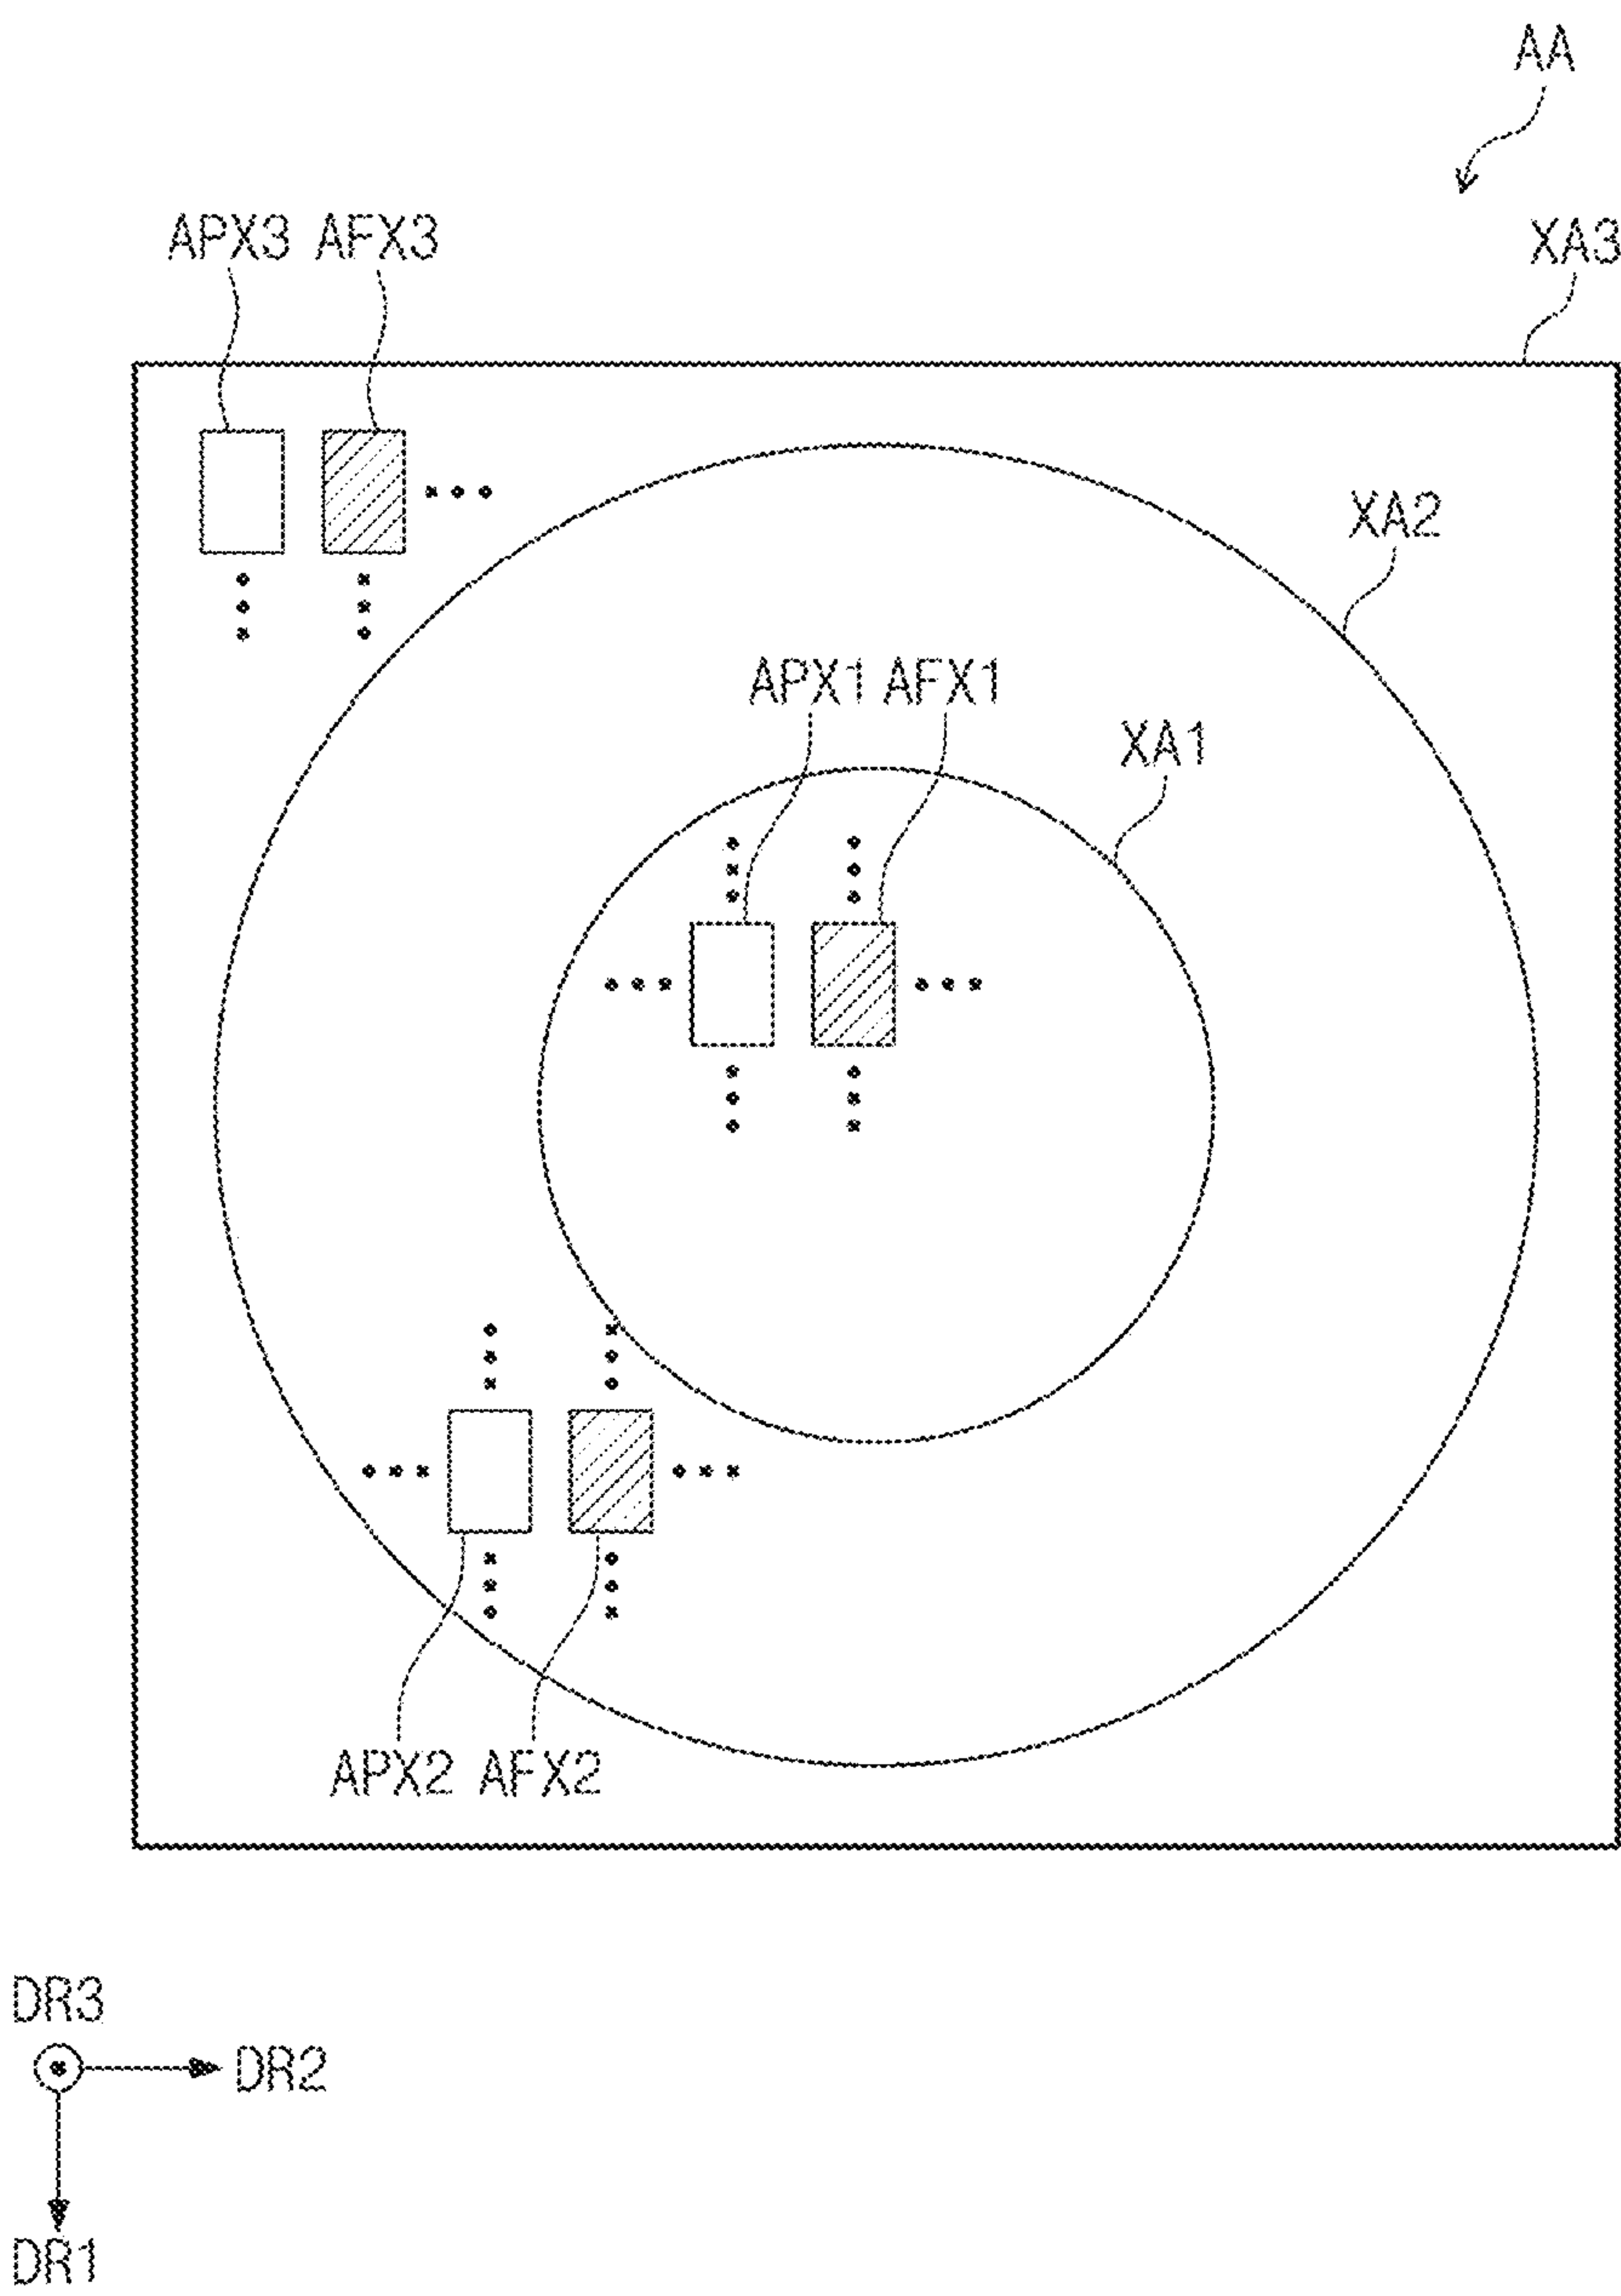 AA
APX3 AFX3
XA3
XA2
APX1 AFX1
XA1
APX2 AFX2
DR3
DR2
DR1